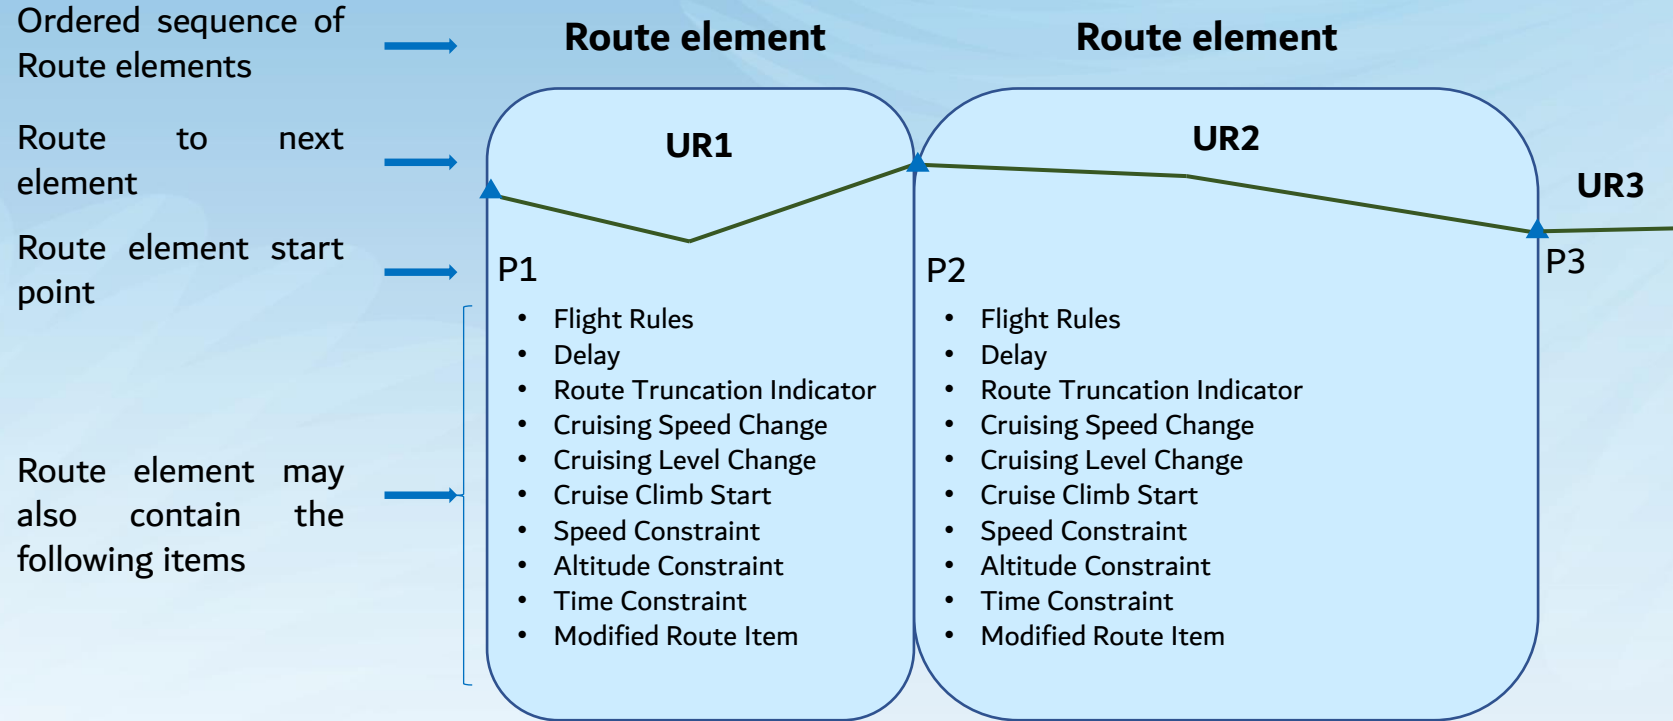 Ordered sequence of
Route elements
Route element
Route element
Route to next
element
UR1
UR2
UR3
Route element start
point
P1
P2
P3
Route element may
also contain the
following items
• Flight Rules
• Delay
• Route Truncation Indicator
• Cruising Speed Change
• Cruising Level Change
• Cruise Climb Start
• Speed Constraint
• Altitude Constraint
• Time Constraint
• Modified Route Item
• Flight Rules
• Delay
• Route Truncation Indicator
• Cruising Speed Change
• Cruising Level Change
• Cruise Climb Start
• Speed Constraint
• Altitude Constraint
• Time Constraint
• Modified Route Item